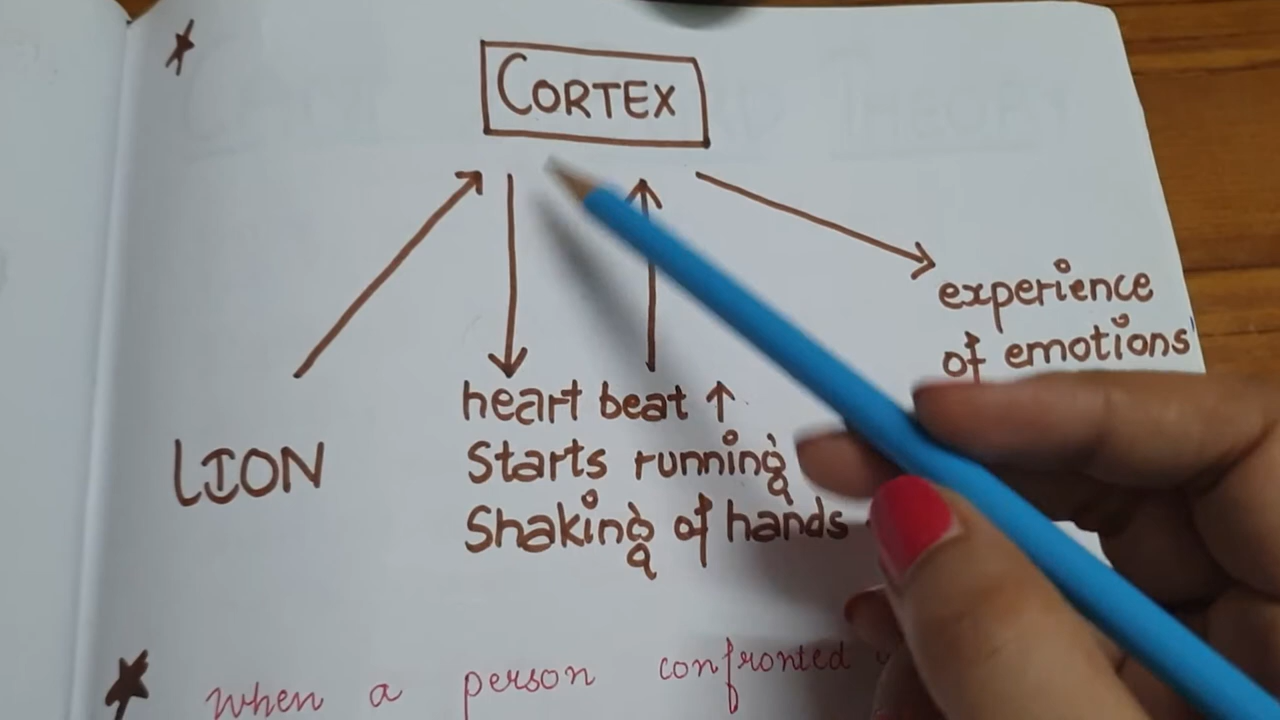 CORTEX
experience
of emotions
heart beat ↑
LION
Starts running
Shaking of hands
when a person confronted